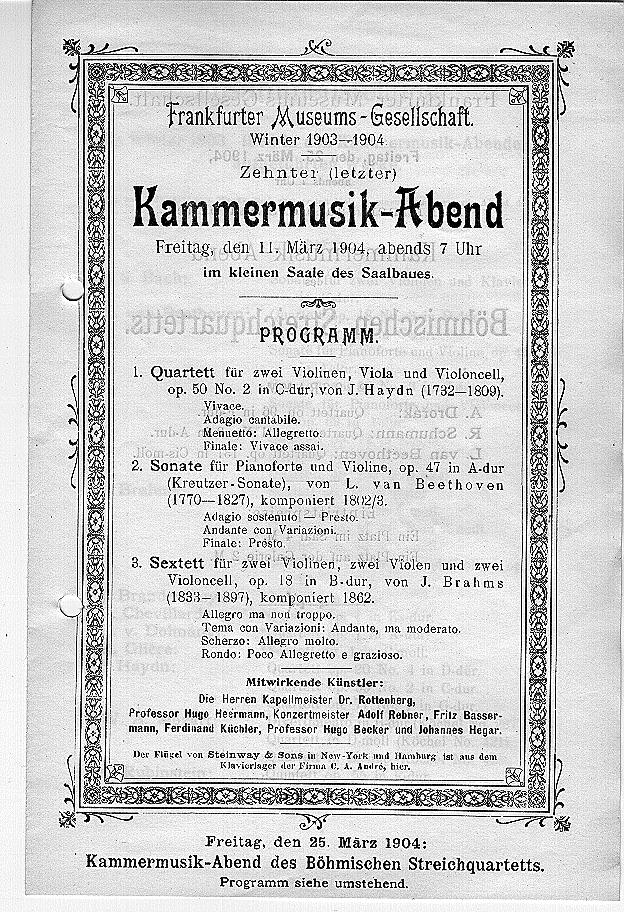 Frankfurter Museums-Gesellschaft.
Winter 1903—1904.
Zehnter (letzter)
Kammermusik-Abend
Freitag, den 11. März 1904, abends 7 Uhr
im kleinen Saale des Saalbaues.
PROGRAMM.
1. Quartett für zwei Violinen, Viola und Violoncell,
op. 50 No. 2 in C-dur, von J. Haydn (1732—1809).
Vivace.
Adagio cantabile.
Menuetto: Allegretto.
Finale: Vivace assai.
2. Sonate für Pianoforte und Violine, op. 47 in A-dur
(Kreutzer-Sonate), von L. van Beethoven
(1770—1827), komponiert 1802/3.
Adagio sostenuto — Presto.
Andante con Variazioni.
Finale: Presto.
3. Sextett für zwei Violinen, zwei Violen und zwei
Violoncell, op. 18 in B-dur, von J. Brahms
(1833—1897), komponiert 1862.
Allegro ma non troppo.
Tema con Variazioni: Andante, ma moderato.
Scherzo: Allegro molto.
Rondo: Poco Allegretto e grazioso.
Mitwirkende Künstler:
Die Herren Kapellmeister Dr. Rottenberg,
Professor Hugo Heermann, Konzertmeister Adolf Rebner, Fritz Basser-
mann, Ferdinand Küchler, Professor Hugo Becker und Johannes Hegar.
Der Flügel von Steinway & Sons in New-York und Hamburg ist aus dem
Klavierlager der Firma C. A. André, hier.
Freitag, den 25. März 1904:
Kammermusik-Abend des Böhmischen Streichquartetts.
Programm siehe umstehend.